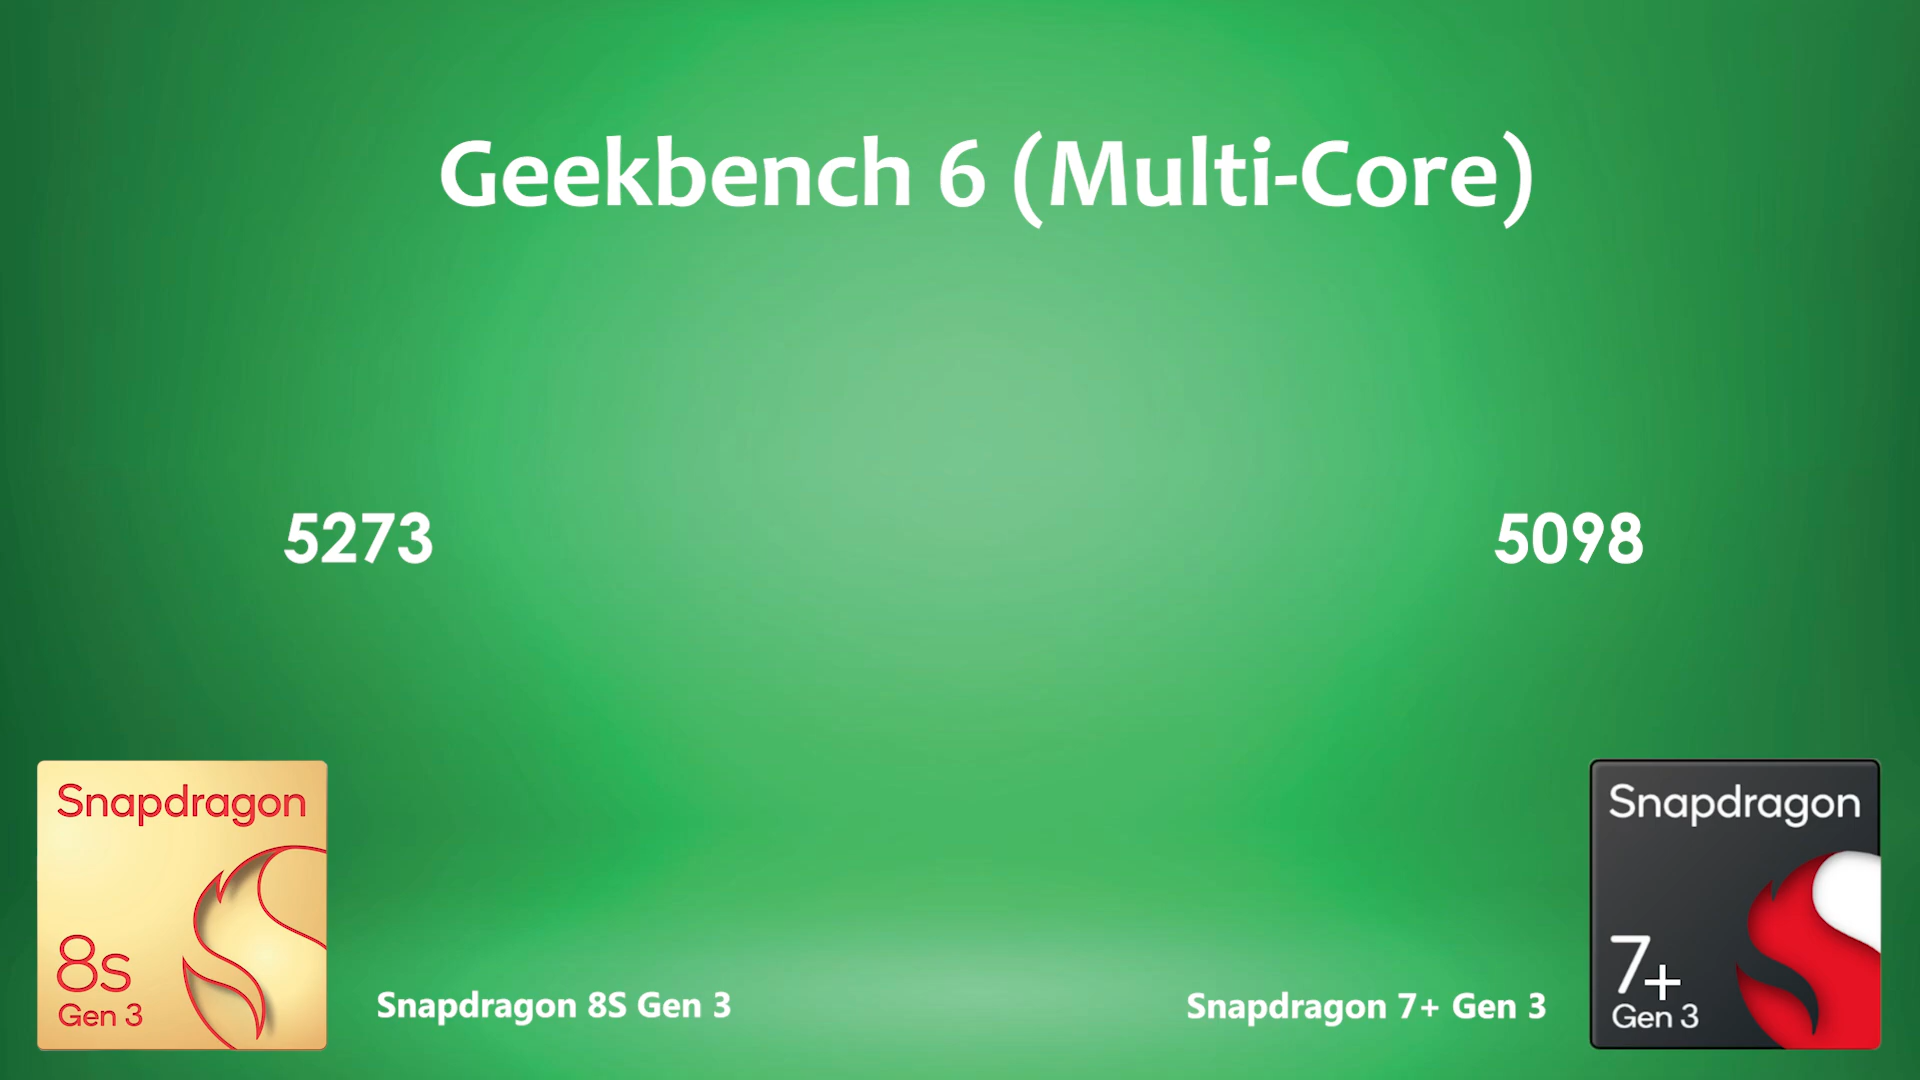 Geekbench 6 (Multi-Core)
5273
5098
Snapdragon
8s
Gen 3
Snapdragon 8S Gen 3
Snapdragon 7+ Gen 3
Snapdragon
7+
Gen 3